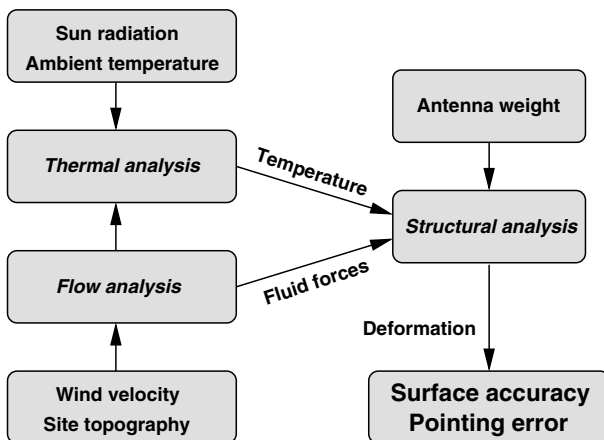 Sun radiation
Ambient temperature
Antenna weight
Thermal analysis
Temperature
Structural analysis
Flow analysis
Fluid forces
Deformation
Wind velocity
Site topography
Surface accuracy
Pointing error